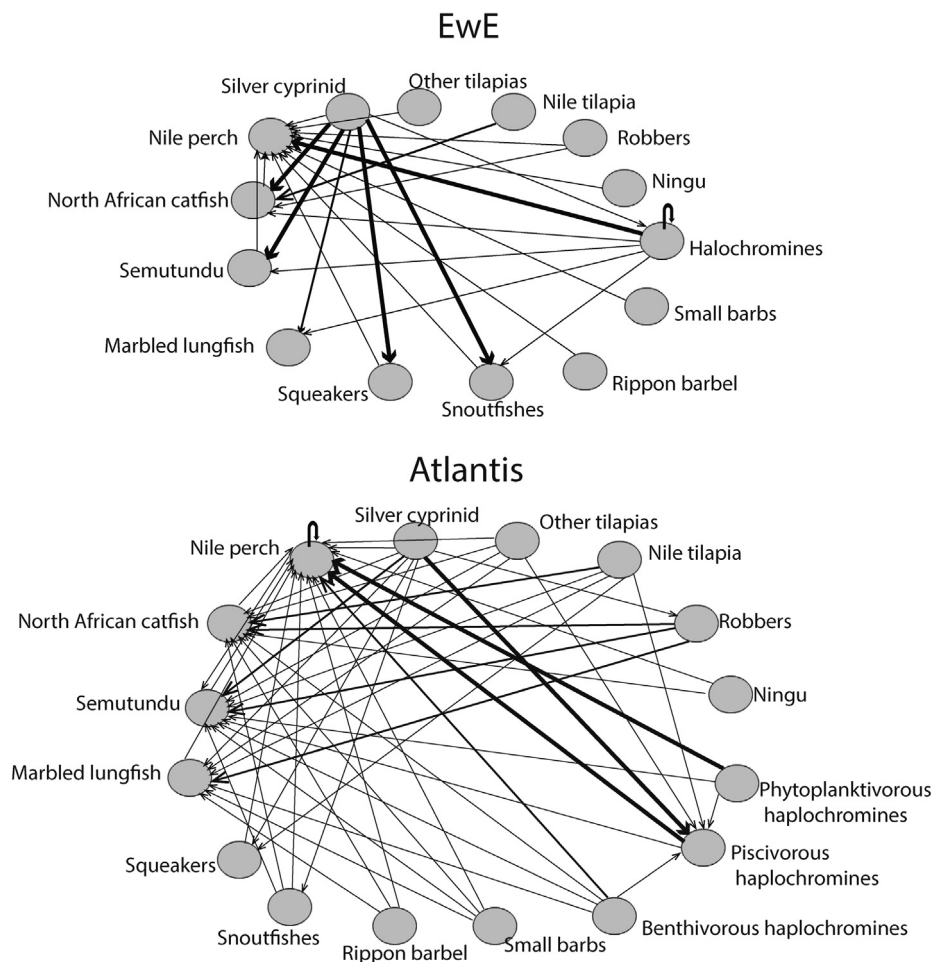 EwE
Silver cyprinid
Other tilapias
Nile tilapia
Nile perch
Robbers
North African catfish
Ningu
Halochromines
Semutundu
Small barbs
Marbled lungfish
Squeakers
Rippon barbel
Snoutfishes
Atlantis
Silver cyprinid
Other tilapias
Nile perch
Nile tilapia
North African catfish
Robbers
Semutundu
Ningu
Marbled lungfish
Phytoplanktivorous
haplochromines
Piscivorous
haplochromines
Squeakers
Snoutfishes
Rippon barbel
Small barbs
Benthivorous haplochromines